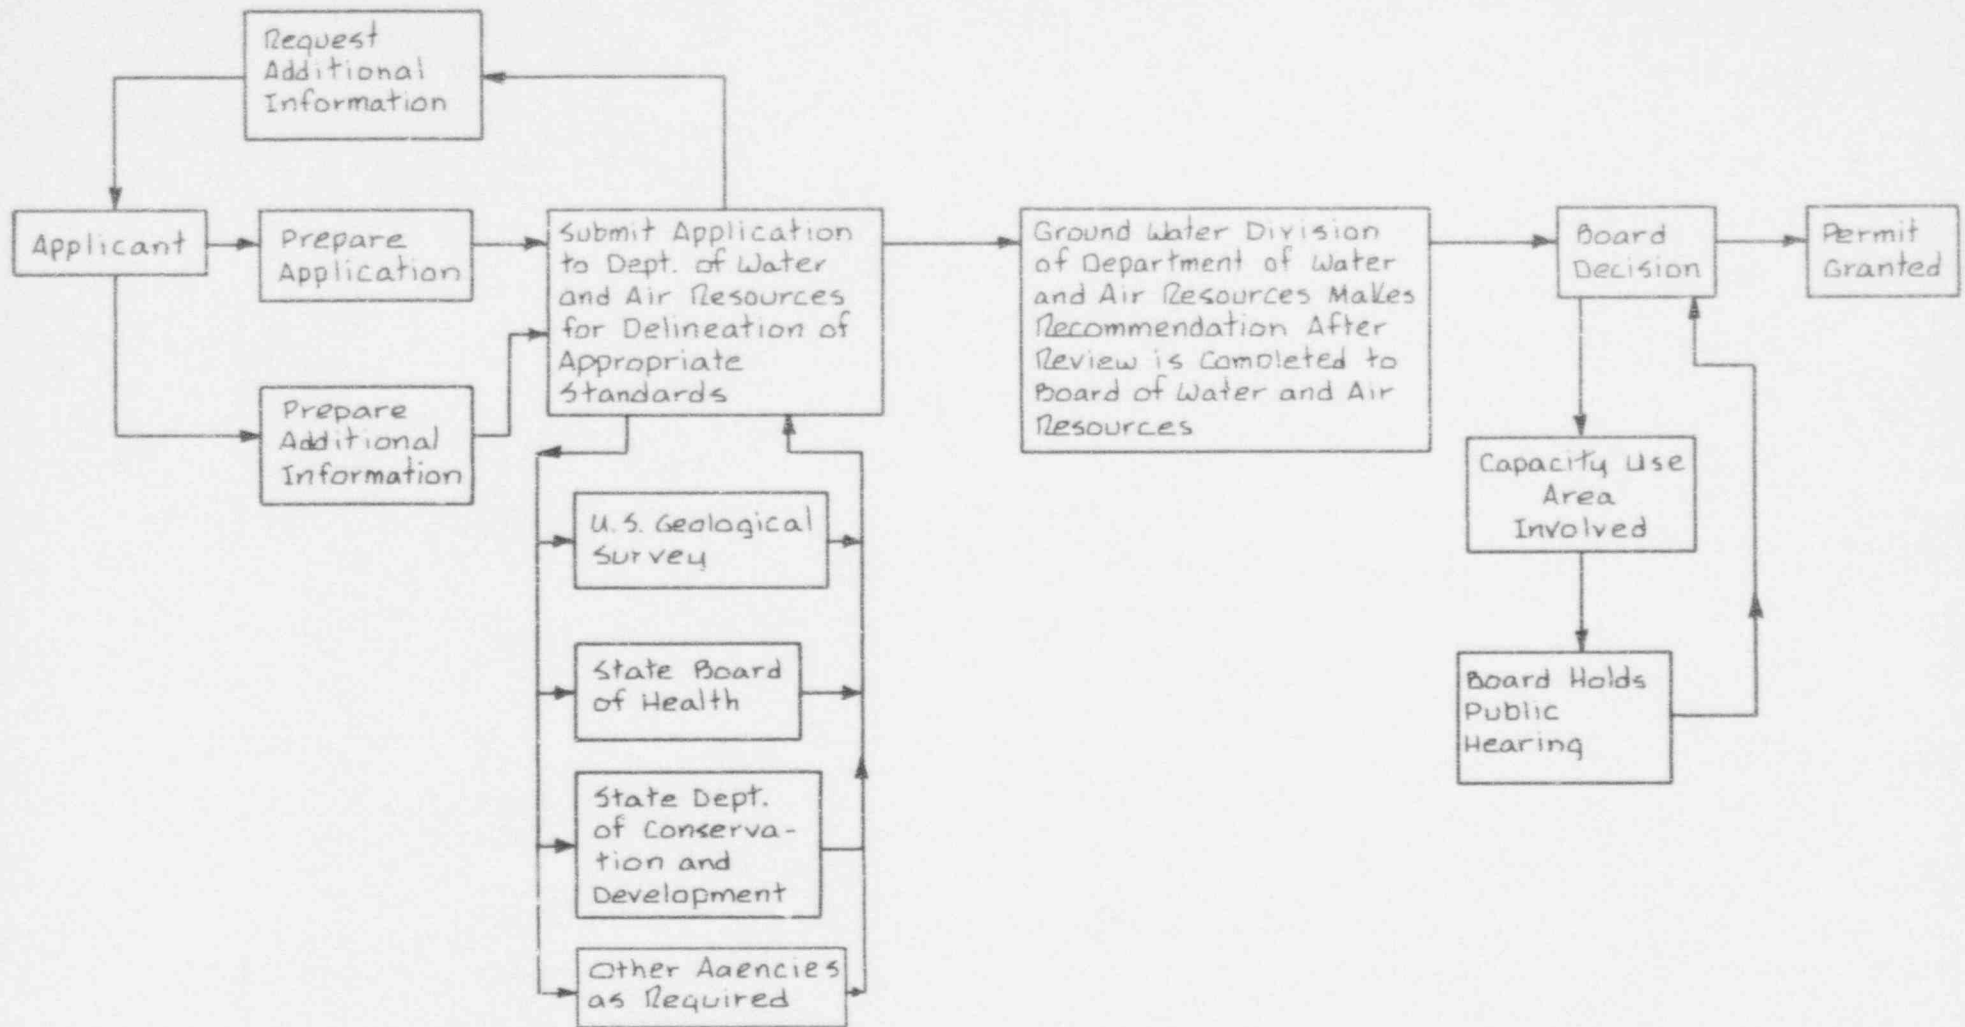 Request
Additional
Information
Applicant
Prepare
Application
Submit Application
to Dept. of Water
and Air Resources
for Delineation of
Appropriate
Standards
Ground Water Division
of Department of Water
and Air Resources Makes
Recommendation After
Review is Completed to
Board of Water and Air
Resources
Board
Decision
Permit
Granted
Prepare
Additional
Information
U.S. Geological
Survey
State Board
of Health
State Dept.
of Conserva-
tion and
Development
Other Agencies
as Required
Capacity Use
Area
Involved
Board Holds
Public
Hearing